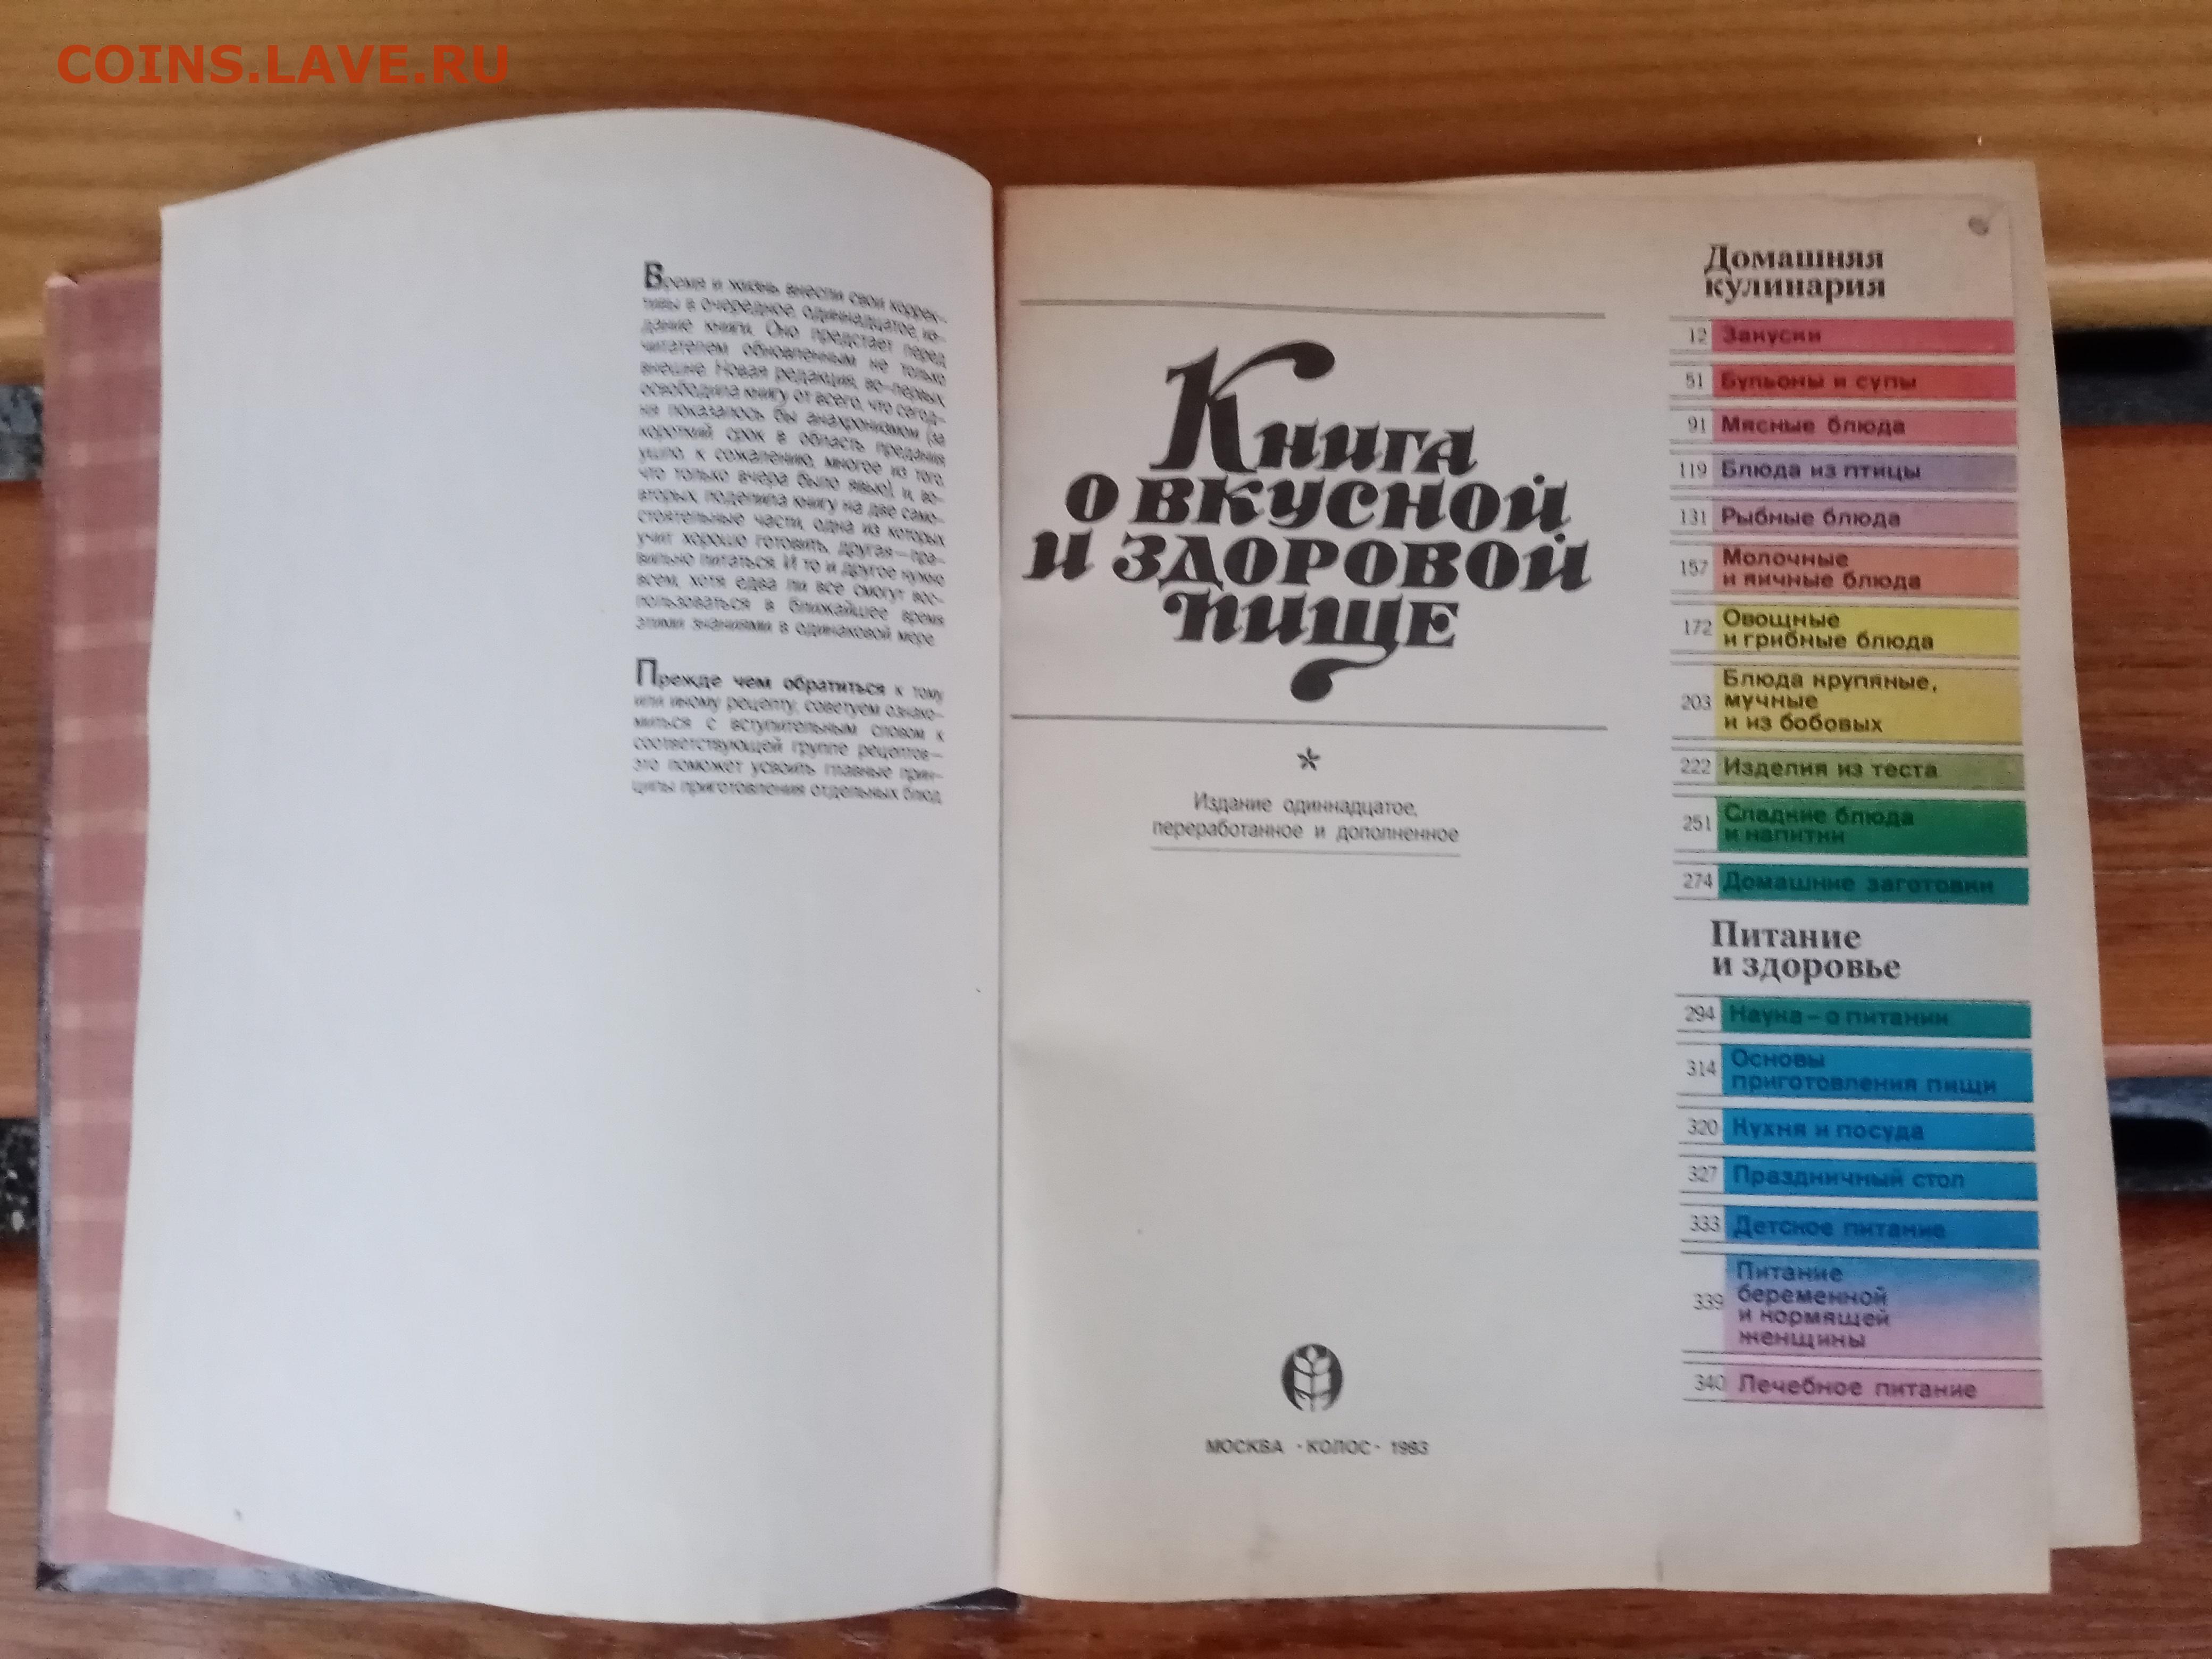 COINS.LAVE.RU
Время и жизнь внесли свои коррек-
тивы в очередное, одиннадцатое, из-
дание книги. Оно предстает перед
читателем обновленным не только
внешне. Новая редакция, во-первых
освободила книгу от всего, что сегод-
ня показалось бы анахронизмом (за
короткий срок в область предания
ушло, к сожалению, многое из того,
что только вчера было явью), и, во-
вторых, поделила книгу на две само-
стоятельные части, одна из которых
учит хорошо готовить, другая—пра-
вильно питаться. И то и другое нужно
всем, хотя едва ли все смогут вос-
пользоваться в ближайшее время
этими знаниями в одинаковой мере
Прежде чем обратиться к тому
или иному рецепту, советуем ознако-
миться с вступительным словом к
соответствующей группе рецептов—
это поможет усвоить главные прин-
ципы приготовления отдельных блюд
Книга
о вкусной
и здоровой
пище
*
Издание одиннадцатое,
переработанное и дополненное
МОСКВА ·КОЛОС· 1993
Домашняя
кулинария
12 Закуски
51 Бульоны и супы
91 Мясные блюда
119 Блюда из птицы
131 Рыбные блюда
157 Молочные
и яичные блюда
172 Овощные
и грибные блюда
203 Блюда крупяные,
мучные
и из бобовых
222 Изделия из теста
251 Сладкие блюда
и напитки
274 Домашние заготовки
Питание
и здоровье
294 Наука – о питании
314 Основы
приготовления пищи
320 Кухня и посуда
327 Праздничный стол
333 Детское питание
339 Питание
беременной
и кормящей
женщины
340 Лечебное питание